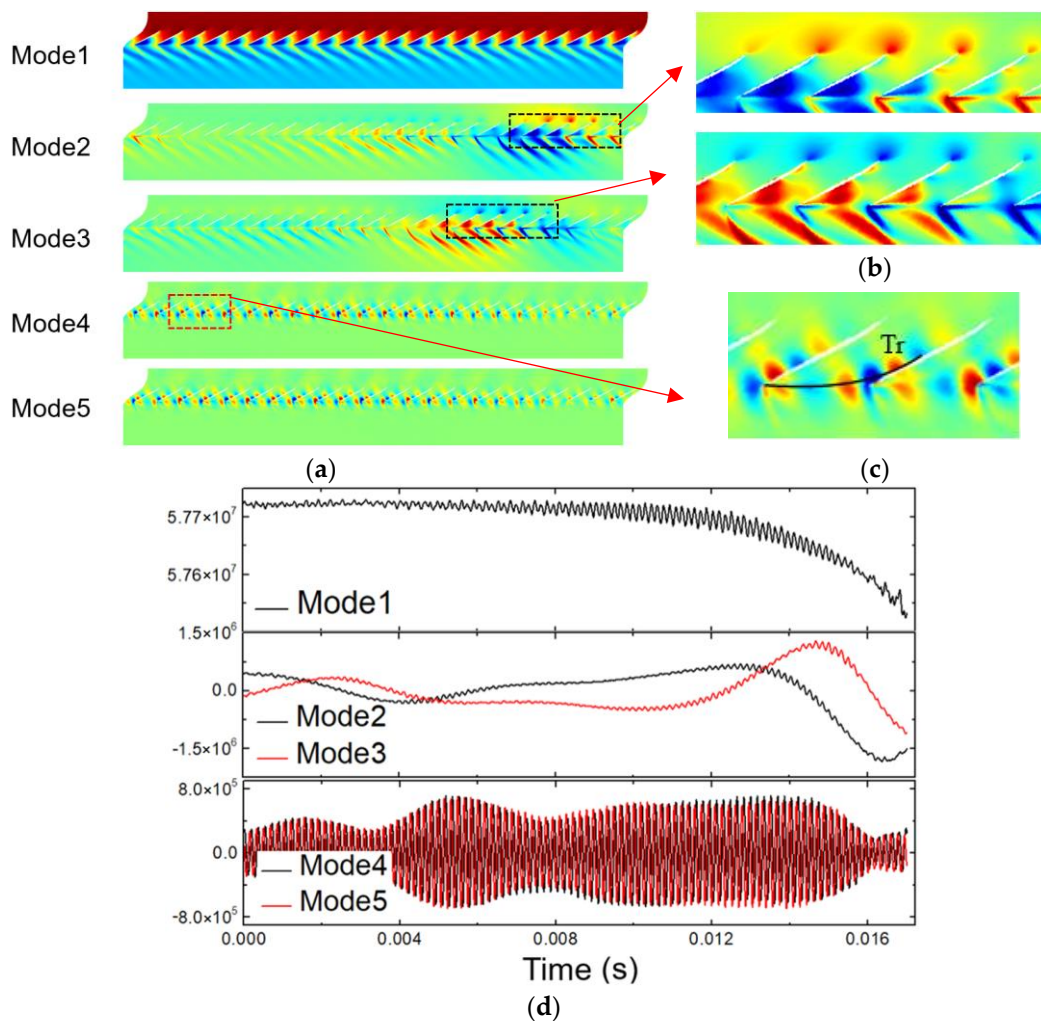 Mode1
Mode2
Mode3
Mode4
Mode5
(a)
(b)
Tr
(c)
5.77×10⁷
5.76×10⁷
Mode1
1.5×10⁶
0.0
-1.5×10⁶
Mode2
Mode3
8.0×10⁵
0.0
-8.0×10⁵
Mode4
Mode5
0.000 0.004 0.008 0.012 0.016
Time (s)
(d)